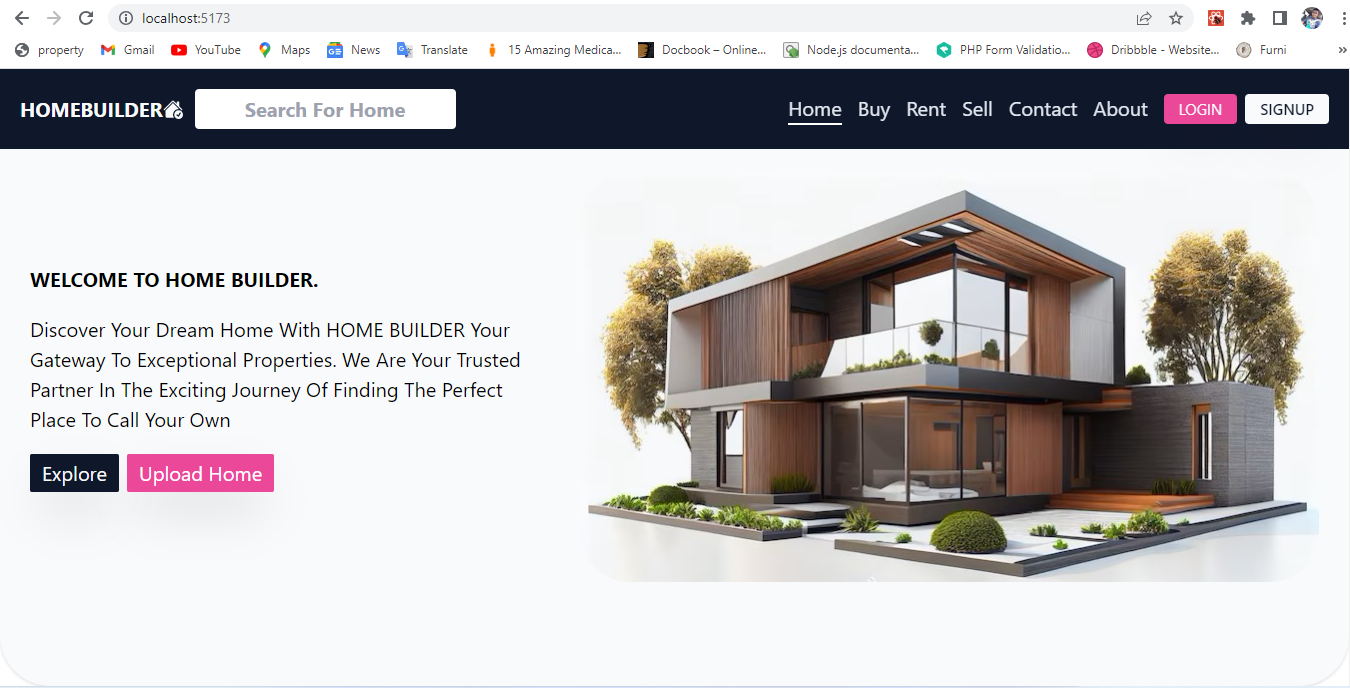 localhost:5173
property Gmail YouTube Maps News Translate 15 Amazing Medica... Docbook – Online... Node.js documenta... PHP Form Validatio... Dribbble - Website... Furni »
HOMEBUILDER Search For Home Home Buy Rent Sell Contact About LOGIN SIGNUP
WELCOME TO HOME BUILDER.
Discover Your Dream Home With HOME BUILDER Your
Gateway To Exceptional Properties. We Are Your Trusted
Partner In The Exciting Journey Of Finding The Perfect
Place To Call Your Own
Explore Upload Home